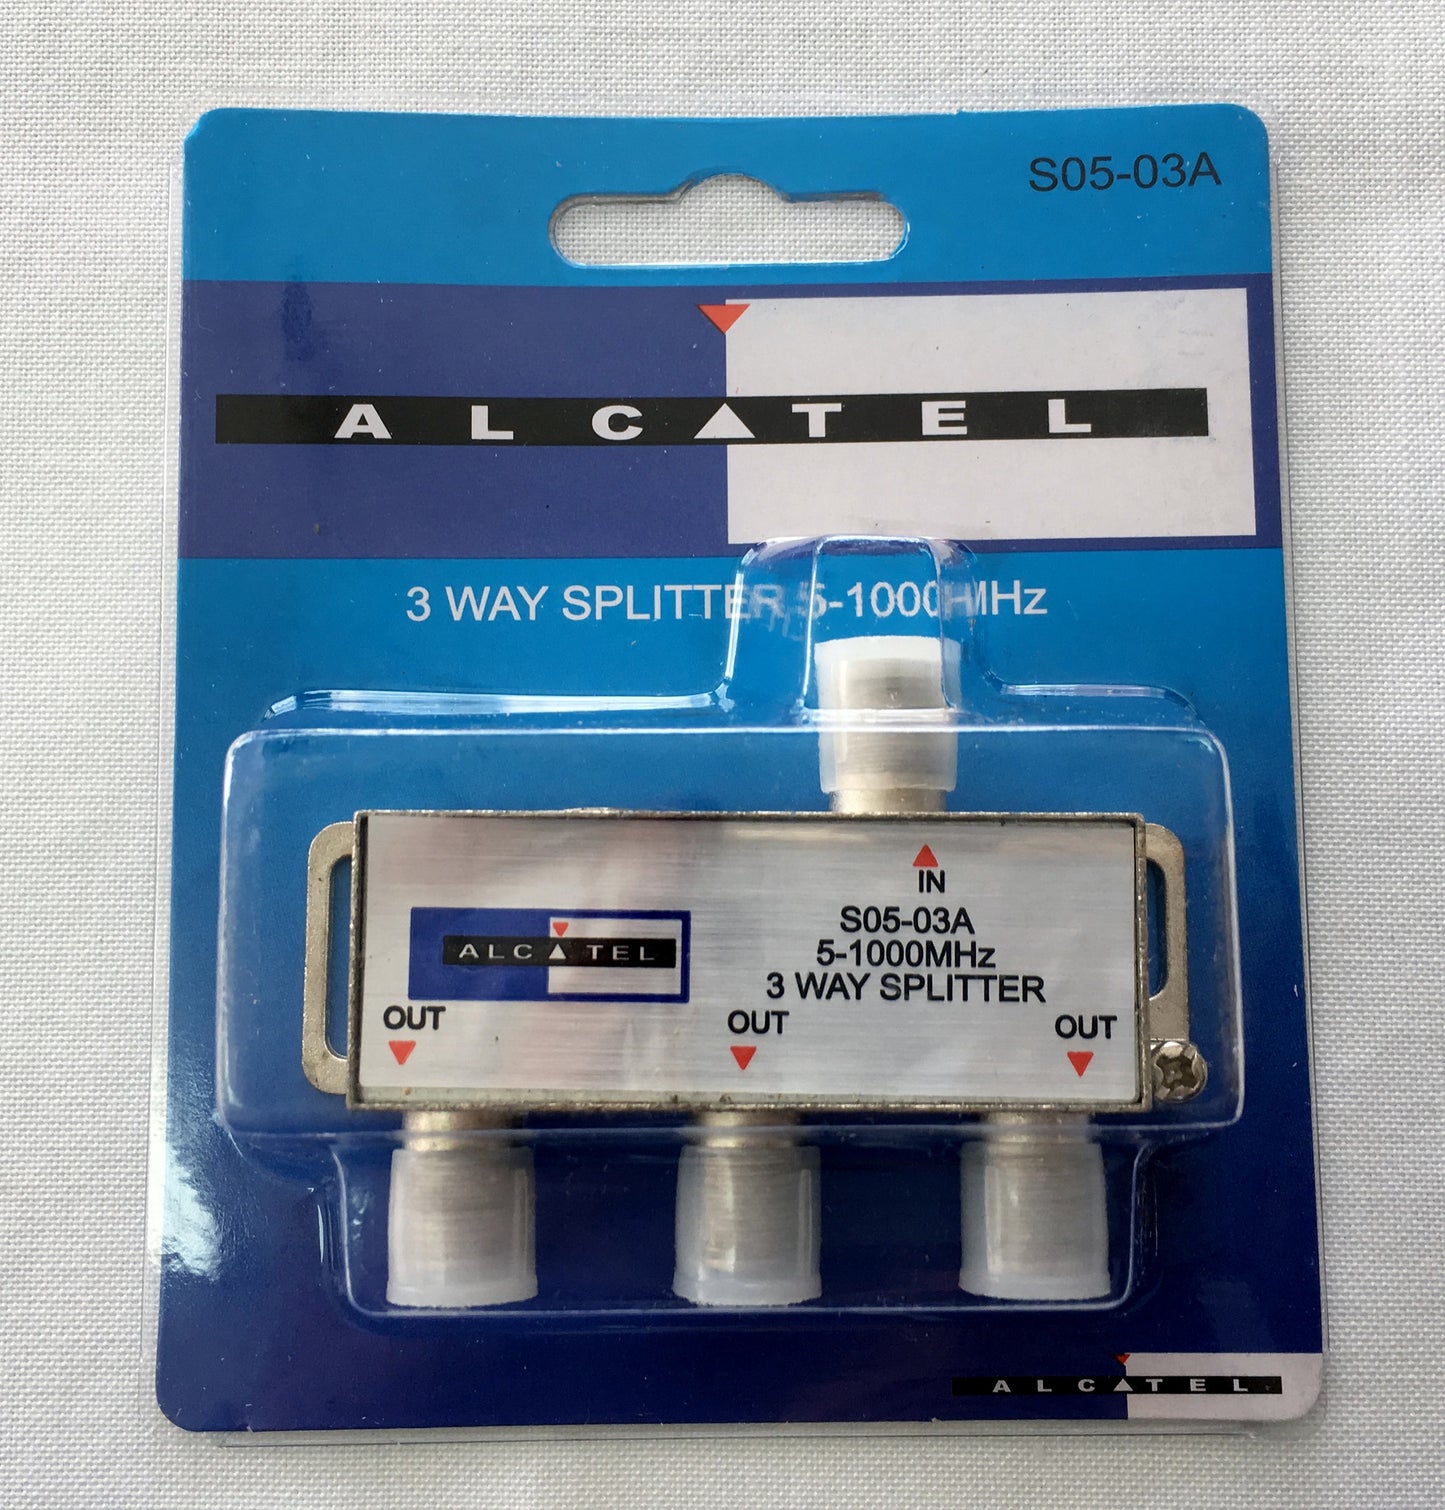 S05-03A
ALCATEL
3 WAY SPLITTER 5-1000MHz
IN
S05-03A
5-1000MHz
3 WAY SPLITTER
ALCATEL
OUT
OUT
OUT
ALCATEL